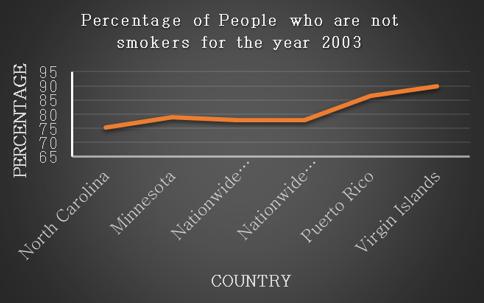 Percentage of People who are not
smokers for the year 2003
PERCENTAGE
95
90
85
80
75
70
65
North Carolina
Minnesota
Nationwide...
Nationwide...
Puerto Rico
Virgin Islands
COUNTRY